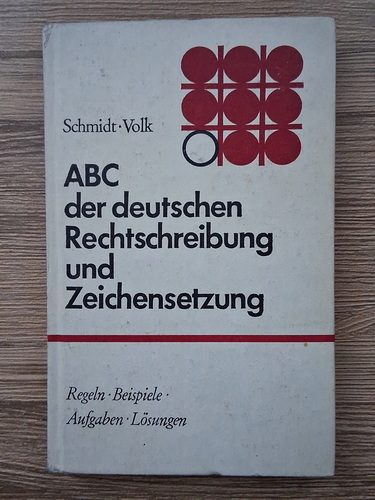 Schmidt · Volk
ABC
der deutschen
Rechtschreibung
und
Zeichensetzung
Regeln · Beispiele ·
Aufgaben · Lösungen